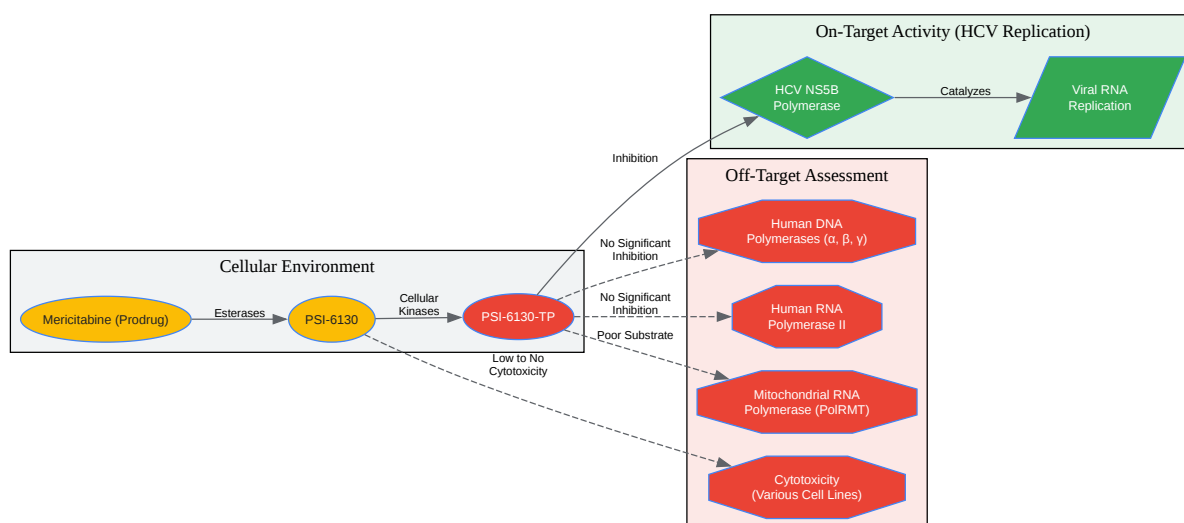 On-Target Activity (HCV Replication)
HCV NS5B
Polymerase
Catalyzes
Viral RNA
Replication
Inhibition
Off-Target Assessment
Human DNA
Polymerases (α, β, γ)
No Significant
Inhibition
Cellular Environment
Mericitabine (Prodrug)
Esterases
PSI-6130
Cellular
Kinases
PSI-6130-TP
No Significant
Inhibition
Human RNA
Polymerase II
Poor Substrate
Low to No
Cytotoxicity
Mitochondrial RNA
Polymerase (PolRMT)
Cytotoxicity
(Various Cell Lines)